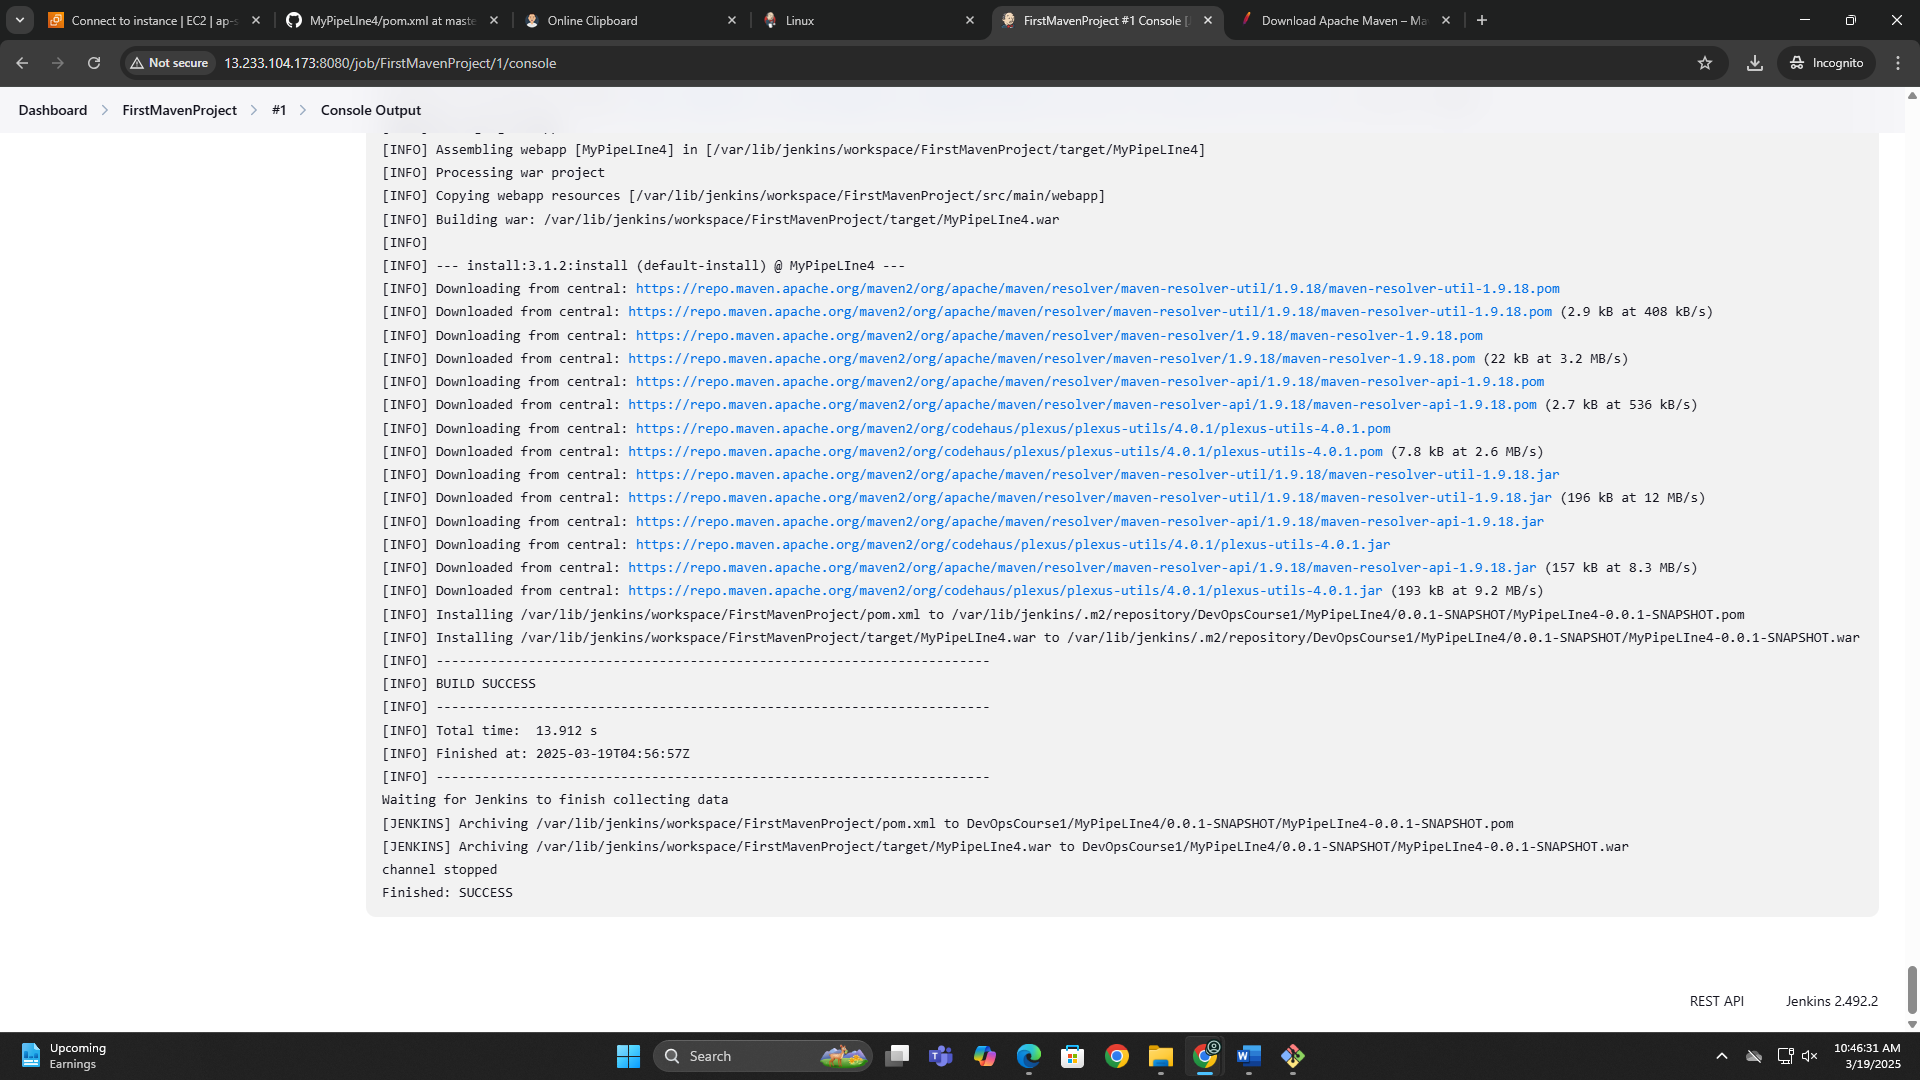 Connect to instance | EC2 | ap-s
MyPipeLIne4/pom.xml at maste
Online Clipboard
Linux
FirstMavenProject #1 Console [J
Download Apache Maven – Ma
Not secure
13.233.104.173:8080/job/FirstMavenProject/1/console
Incognito
Dashboard
FirstMavenProject
#1
Console Output
[INFO] Assembling webapp [MyPipeLIne4] in [/var/lib/jenkins/workspace/FirstMavenProject/target/MyPipeLIne4]
[INFO] Processing war project
[INFO] Copying webapp resources [/var/lib/jenkins/workspace/FirstMavenProject/src/main/webapp]
[INFO] Building war: /var/lib/jenkins/workspace/FirstMavenProject/target/MyPipeLIne4.war
[INFO]
[INFO] --- install:3.1.2:install (default-install) @ MyPipeLIne4 ---
[INFO] Downloading from central: https://repo.maven.apache.org/maven2/org/apache/maven/resolver/maven-resolver-util/1.9.18/maven-resolver-util-1.9.18.pom
[INFO] Downloaded from central: https://repo.maven.apache.org/maven2/org/apache/maven/resolver/maven-resolver-util/1.9.18/maven-resolver-util-1.9.18.pom (2.9 kB at 408 kB/s)
[INFO] Downloading from central: https://repo.maven.apache.org/maven2/org/apache/maven/resolver/maven-resolver/1.9.18/maven-resolver-1.9.18.pom
[INFO] Downloaded from central: https://repo.maven.apache.org/maven2/org/apache/maven/resolver/maven-resolver/1.9.18/maven-resolver-1.9.18.pom (22 kB at 3.2 MB/s)
[INFO] Downloading from central: https://repo.maven.apache.org/maven2/org/apache/maven/resolver/maven-resolver-api/1.9.18/maven-resolver-api-1.9.18.pom
[INFO] Downloaded from central: https://repo.maven.apache.org/maven2/org/apache/maven/resolver/maven-resolver-api/1.9.18/maven-resolver-api-1.9.18.pom (2.7 kB at 536 kB/s)
[INFO] Downloading from central: https://repo.maven.apache.org/maven2/org/codehaus/plexus/plexus-utils/4.0.1/plexus-utils-4.0.1.pom
[INFO] Downloaded from central: https://repo.maven.apache.org/maven2/org/codehaus/plexus/plexus-utils/4.0.1/plexus-utils-4.0.1.pom (7.8 kB at 2.6 MB/s)
[INFO] Downloading from central: https://repo.maven.apache.org/maven2/org/apache/maven/resolver/maven-resolver-util/1.9.18/maven-resolver-util-1.9.18.jar
[INFO] Downloaded from central: https://repo.maven.apache.org/maven2/org/apache/maven/resolver/maven-resolver-util/1.9.18/maven-resolver-util-1.9.18.jar (196 kB at 12 MB/s)
[INFO] Downloading from central: https://repo.maven.apache.org/maven2/org/apache/maven/resolver/maven-resolver-api/1.9.18/maven-resolver-api-1.9.18.jar
[INFO] Downloading from central: https://repo.maven.apache.org/maven2/org/codehaus/plexus/plexus-utils/4.0.1/plexus-utils-4.0.1.jar
[INFO] Downloaded from central: https://repo.maven.apache.org/maven2/org/apache/maven/resolver/maven-resolver-api/1.9.18/maven-resolver-api-1.9.18.jar (157 kB at 8.3 MB/s)
[INFO] Downloaded from central: https://repo.maven.apache.org/maven2/org/codehaus/plexus/plexus-utils/4.0.1/plexus-utils-4.0.1.jar (193 kB at 9.2 MB/s)
[INFO] Installing /var/lib/jenkins/workspace/FirstMavenProject/pom.xml to /var/lib/jenkins/.m2/repository/DevOpsCourse1/MyPipeLIne4/0.0.1-SNAPSHOT/MyPipeLIne4-0.0.1-SNAPSHOT.pom
[INFO] Installing /var/lib/jenkins/workspace/FirstMavenProject/target/MyPipeLIne4.war to /var/lib/jenkins/.m2/repository/DevOpsCourse1/MyPipeLIne4/0.0.1-SNAPSHOT/MyPipeLIne4-0.0.1-SNAPSHOT.war
[INFO] ------------------------------------------------------------------------
[INFO] BUILD SUCCESS
[INFO] ------------------------------------------------------------------------
[INFO] Total time:  13.912 s
[INFO] Finished at: 2025-03-19T04:56:57Z
[INFO] ------------------------------------------------------------------------
Waiting for Jenkins to finish collecting data
[JENKINS] Archiving /var/lib/jenkins/workspace/FirstMavenProject/pom.xml to DevOpsCourse1/MyPipeLIne4/0.0.1-SNAPSHOT/MyPipeLIne4-0.0.1-SNAPSHOT.pom
[JENKINS] Archiving /var/lib/jenkins/workspace/FirstMavenProject/target/MyPipeLIne4.war to DevOpsCourse1/MyPipeLIne4/0.0.1-SNAPSHOT/MyPipeLIne4-0.0.1-SNAPSHOT.war
channel stopped
Finished: SUCCESS
REST API
Jenkins 2.492.2
Upcoming
Earnings
Search
10:46:31 AM
3/19/2025